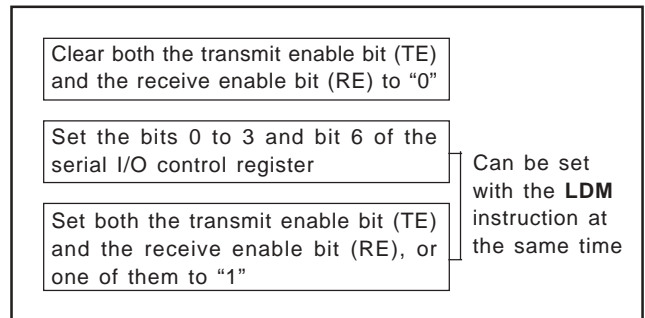 Clear both the transmit enable bit (TE)
and the receive enable bit (RE) to “0”
Set the bits 0 to 3 and bit 6 of the
serial I/O control register
Set both the transmit enable bit (TE)
and the receive enable bit (RE), or
one of them to “1”
Can be set
with the LDM
instruction at
the same time